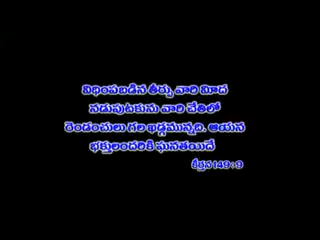 విధింపబడిన తీర్పు వారి మీద
నడుపుటకును వారి చేతిలో
రెండంచులు గల ఖడ్గమున్నది. ఆయన
భక్తులందరికి ఘనతయిదే
కీర్తన 149 : 9